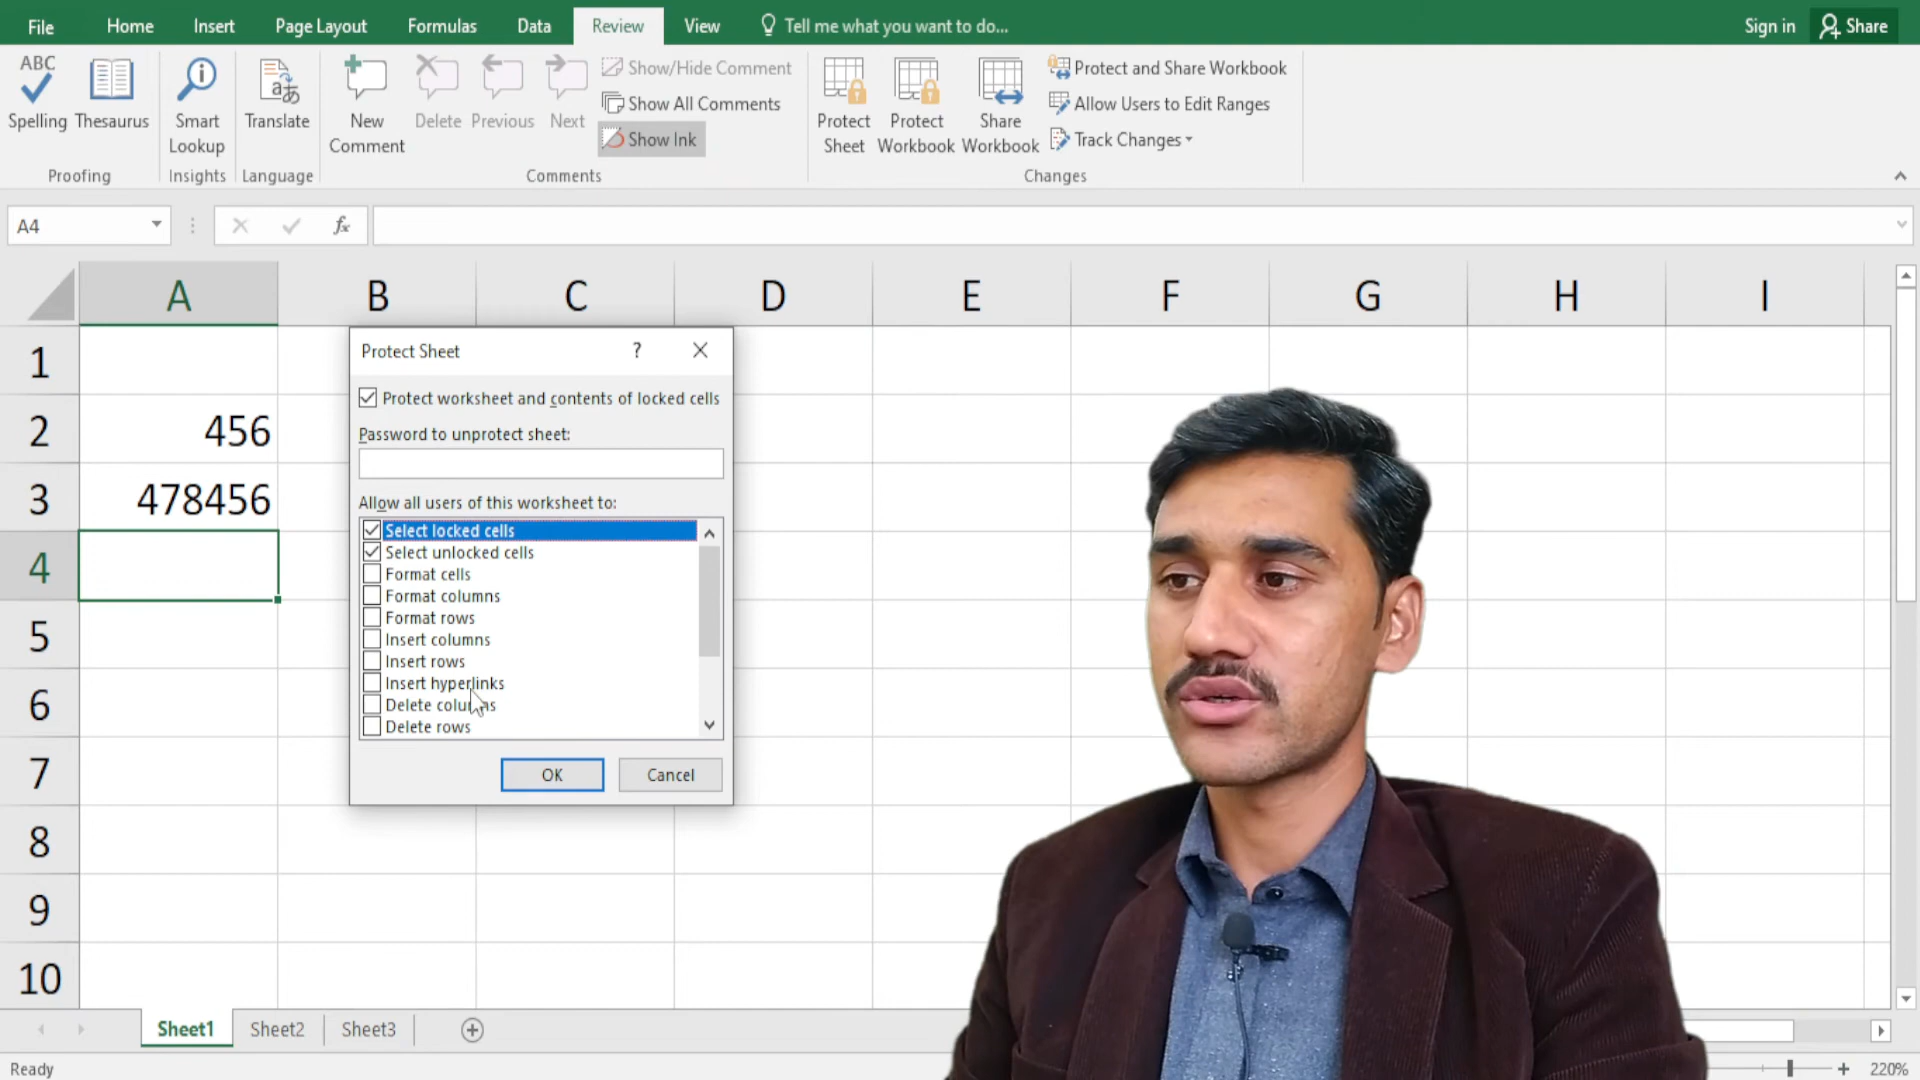 File Home Insert Page Layout Formulas Data Review View Tell me what you want to do... Sign in Share
ABC
Spelling Thesaurus Smart Lookup Translate New Comment Delete Previous Next
Show/Hide Comment
Show All Comments
Show Ink
Protect Sheet Protect Workbook Share Workbook
Protect and Share Workbook
Allow Users to Edit Ranges
Track Changes
Proofing Insights Language Comments Changes
A4 fx
A B C D E F G H I
1
2 456
3 478456
4
5
6
7
8
9
10
Protect Sheet ?
Protect worksheet and contents of locked cells
Password to unprotect sheet:
Allow all users of this worksheet to:
Select locked cells
Select unlocked cells
Format cells
Format columns
Format rows
Insert columns
Insert rows
Insert hyperlinks
Delete columns
Delete rows
OK Cancel
Sheet1 Sheet2 Sheet3
Ready 220%